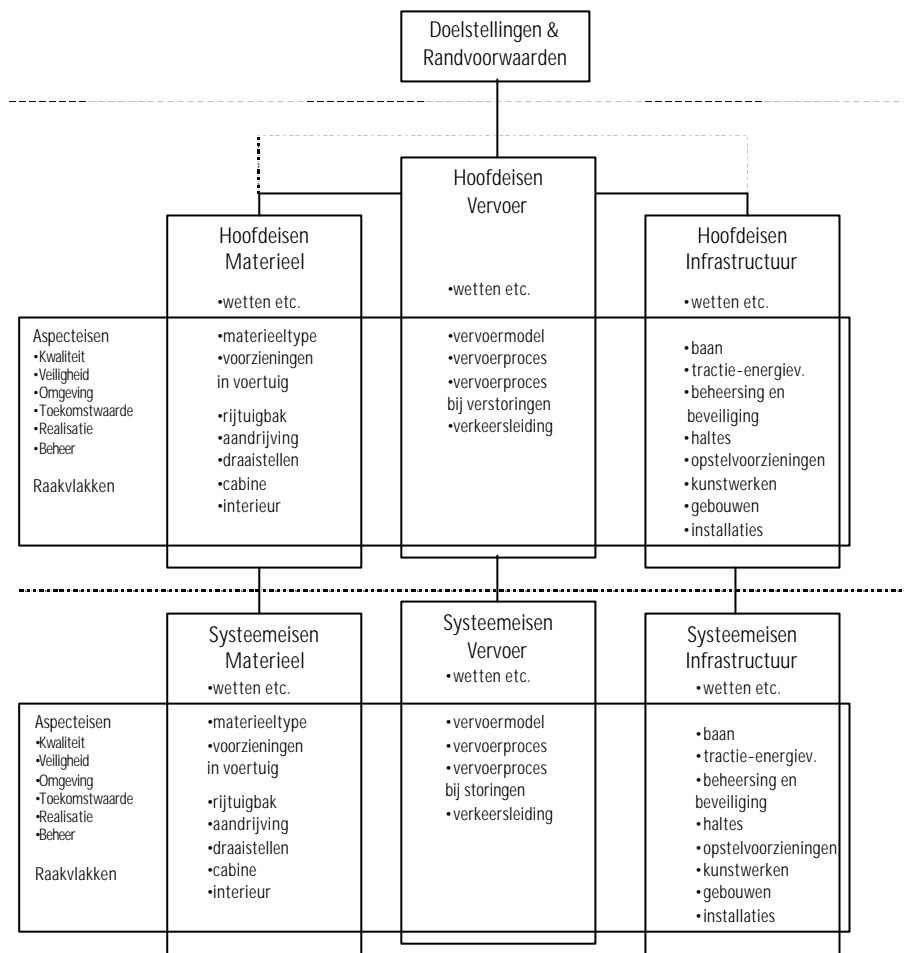 Doelstellingen &
Randvoorwaarden
Hoofdeisen
Vervoer
•wetten etc.
Hoofdeisen
Materieel
•wetten etc.
Hoofdeisen
Infrastructuur
•wetten etc.
Aspecteisen
•Kwaliteit
•Veiligheid
•Omgeving
•Toekomstwaarde
•Realisatie
•Beheer
Raakvlakken
•materieeltype
•voorzieningen
in voertuig
•rijtuigbak
•aandrijving
•draaistellen
•cabine
•interieur
•vervoermodel
•vervoerproces
•vervoerproces
bij verstoringen
•verkeersleiding
•baan
•tractie-energiev.
•beheersing en
beveiliging
•haltes
•opstelvoorzieningen
•kunstwerken
•gebouwen
•installaties
Systeemeisen
Materieel
•wetten etc.
Systeemeisen
Vervoer
•wetten etc.
Systeemeisen
Infrastructuur
•wetten etc.
Aspecteisen
•Kwaliteit
•Veiligheid
•Omgeving
•Toekomstwaarde
•Realisatie
•Beheer
Raakvlakken
•materieeltype
•voorzieningen
in voertuig
•rijtuigbak
•aandrijving
•draaistellen
•cabine
•interieur
•vervoermodel
•vervoerproces
•vervoerproces
bij storingen
•verkeersleiding
•baan
•tractie-energiev.
•beheersing en
beveiliging
•haltes
•opstelvoorzieningen
•kunstwerken
•gebouwen
•installaties